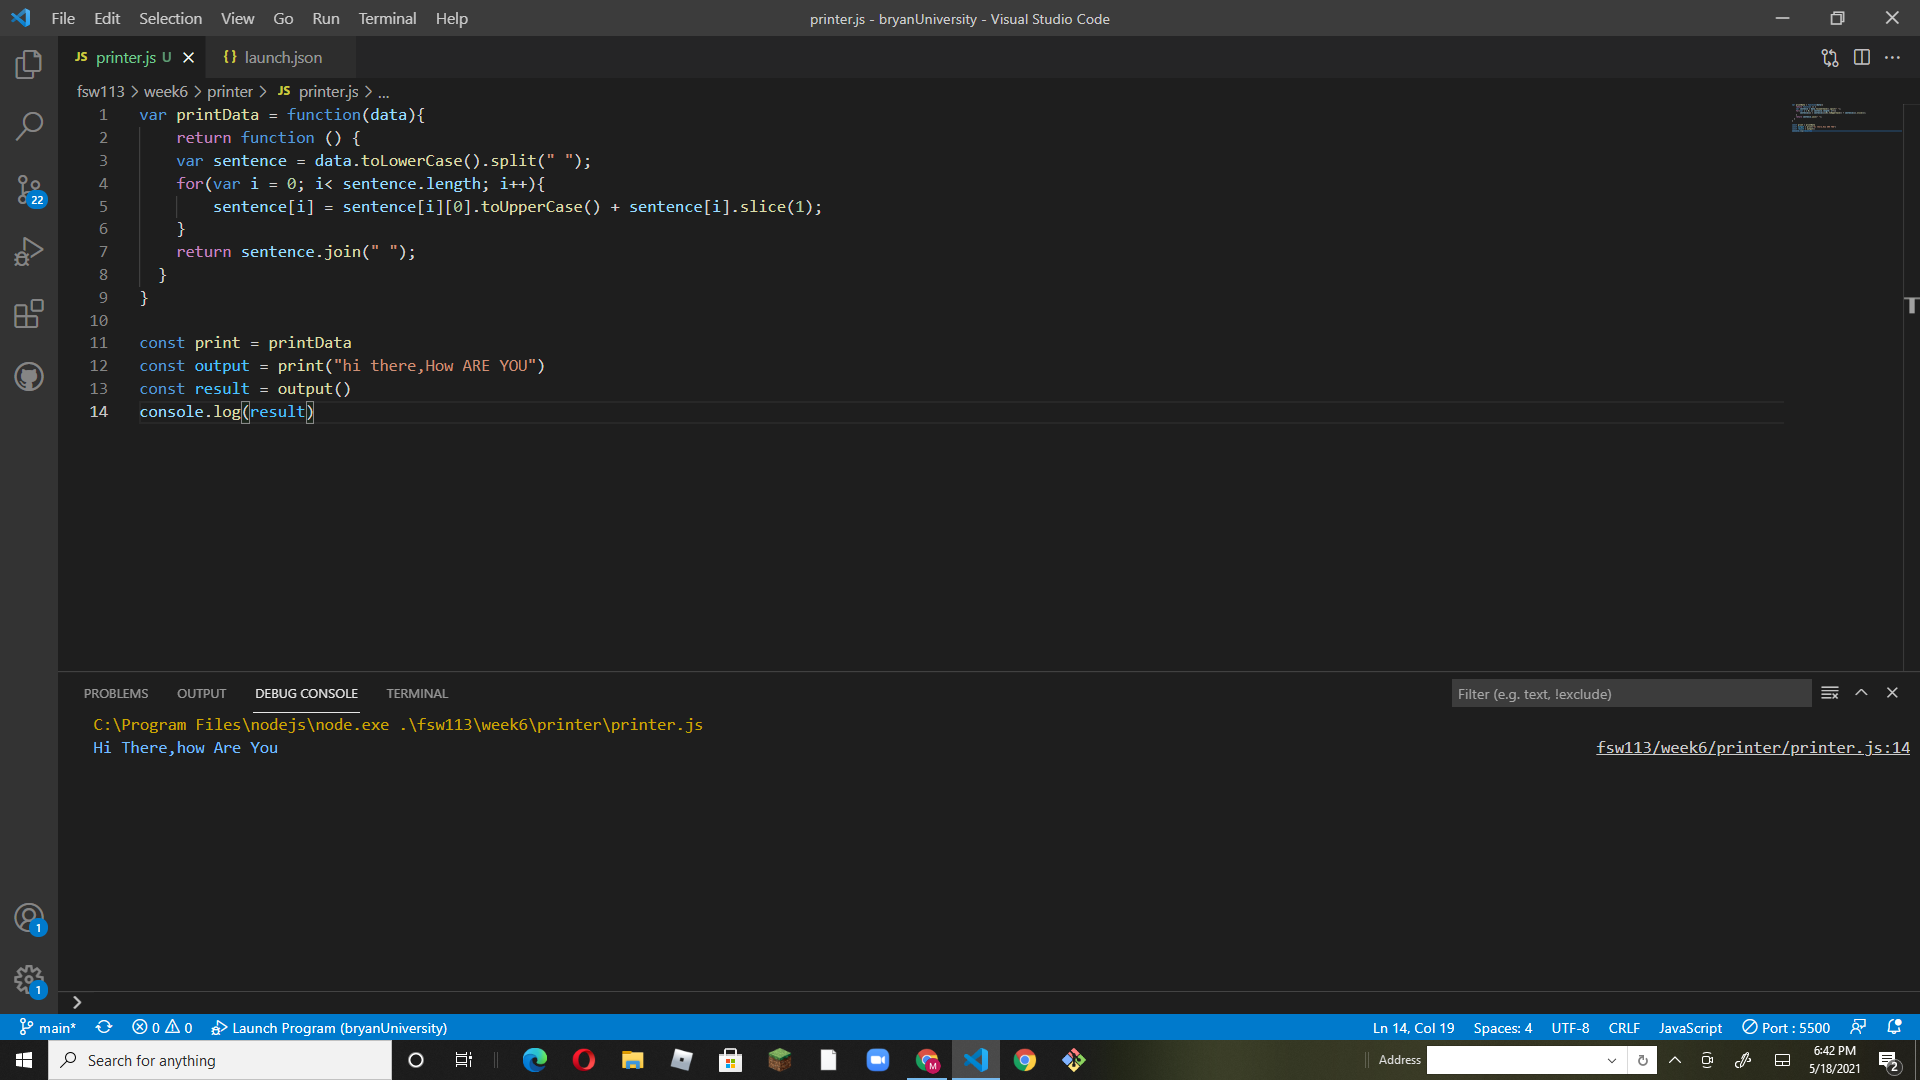 File Edit Selection View Go Run Terminal Help
printer.js - bryanUniversity - Visual Studio Code
JS printer.js U
{} launch.json
fsw113 > week6 > printer > JS printer.js > ...
1 var printData = function(data){
2 return function () {
3 var sentence = data.toLowerCase().split(" ");
4 for(var i = 0; i< sentence.length; i++){
5 sentence[i] = sentence[i][0].toUpperCase() + sentence[i].slice(1);
6 }
7 return sentence.join(" ");
8 }
9 }
10
11 const print = printData
12 const output = print("hi there,How ARE YOU")
13 const result = output()
14 console.log(result)
22
1
1
PROBLEMS OUTPUT DEBUG CONSOLE TERMINAL
Filter (e.g. text, !exclude)
C:\Program Files\nodejs\node.exe .\fsw113\week6\printer\printer.js
Hi There,how Are You
fsw113/week6/printer/printer.js:14
main* 0 0 Launch Program (bryanUniversity)
Ln 14, Col 19 Spaces: 4 UTF-8 CRLF JavaScript Port : 5500
Search for anything
M
Address
6:42 PM
5/18/2021
2